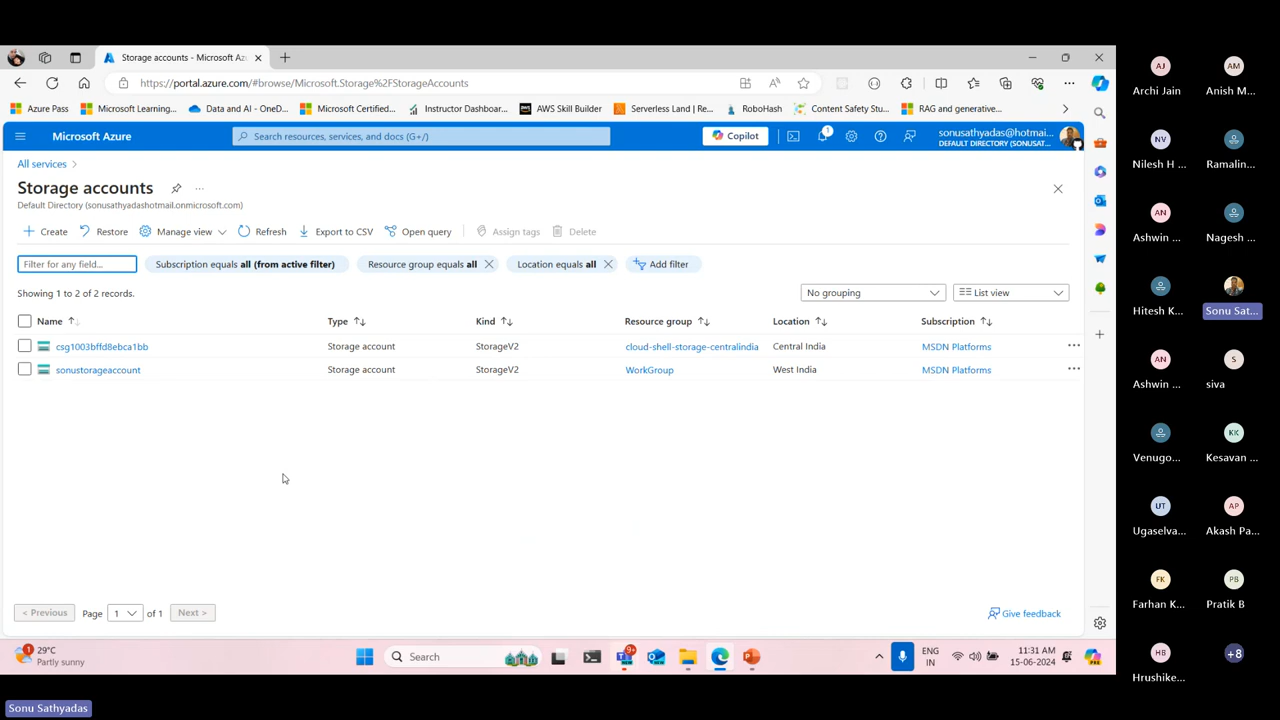 Storage accounts - Microsoft Az
https://portal.azure.com/#browse/Microsoft.Storage%2FStorageAccounts
Azure Pass
Microsoft Learning...
Data and AI - OneD...
Microsoft Certified...
Instructor Dashboar...
AWS Skill Builder
Serverless Land | Re...
RoboHash
Content Safety Stu...
RAG and generative...
Microsoft Azure
Search resources, services, and docs (G+/)
Copilot
1
sonusathyadas@hotmai...
DEFAULT DIRECTORY (SONUSAT...
All services >
Storage accounts
...
Default Directory (sonusathyadashotmail.onmicrosoft.com)
Create
Restore
Manage view
Refresh
Export to CSV
Open query
Assign tags
Delete
Filter for any field...
Subscription equals all (from active filter)
Resource group equals all
Location equals all
Add filter
Showing 1 to 2 of 2 records.
No grouping
List view
Name
Type
Kind
Resource group
Location
Subscription
csg1003bffd8ebca1bb
Storage account
StorageV2
cloud-shell-storage-centralindia
Central India
MSDN Platforms
...
sonustorageaccount
Storage account
StorageV2
WorkGroup
West India
MSDN Platforms
...
< Previous
Page
1
of 1
Next >
Give feedback
1
29°C
Partly sunny
Search
9+
ENG
IN
11:31 AM
15-06-2024
Sonu Sathyadas
AJ
Archi Jain
AM
Anish M...
NV
Nilesh H ...
Ramalin...
AN
Ashwin ...
Nagesh ...
Hitesh K...
Sonu Sat...
AN
Ashwin ...
S
siva
Venugo...
KK
Kesavan ...
UT
Ugaselva...
AP
Akash Pa...
FK
Farhan K...
PB
Pratik B
HB
Hrushike...
+8